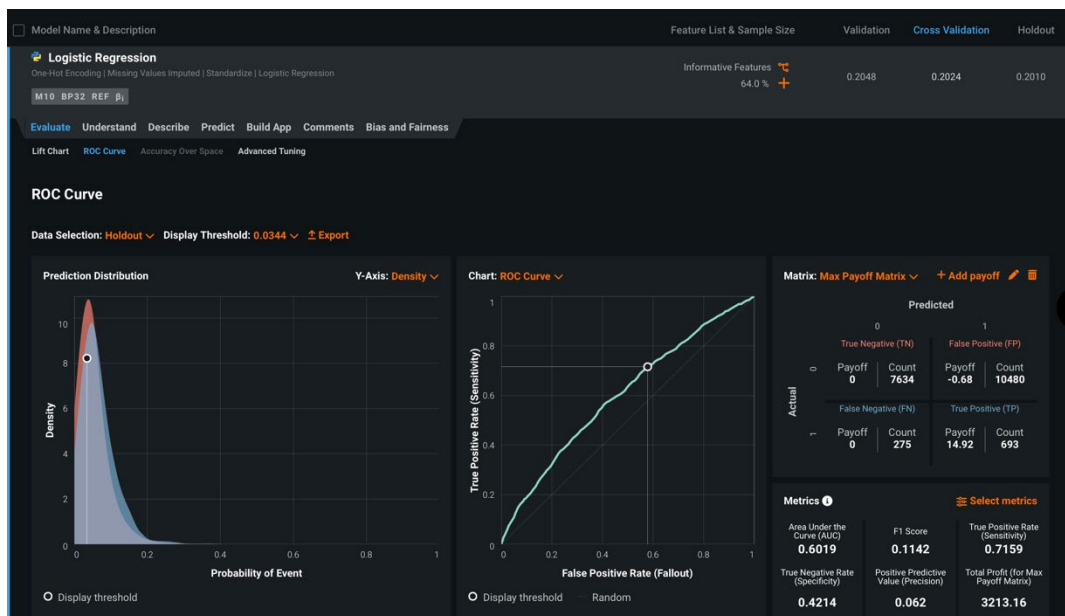 Model Name & Description Feature List & Sample Size Validation Cross Validation Holdout
Logistic Regression
One-Hot Encoding | Missing Values Imputed | Standardize | Logistic Regression
Informative Features
64.0 %
0.2048 0.2024 0.2010
M10 BP32 REF βi
Evaluate Understand Describe Predict Build App Comments Bias and Fairness
Lift Chart ROC Curve Accuracy Over Space Advanced Tuning
ROC Curve
Data Selection: Holdout Display Threshold: 0.0344 Export
Prediction Distribution Y-Axis: Density
10
8
6
4
2
0
Density
0 0.2 0.4 0.6 0.8 1
Probability of Event
Display threshold
Chart: ROC Curve
1
0.8
0.6
0.4
0.2
0
True Positive Rate (Sensitivity)
0 0.2 0.4 0.6 0.8 1
False Positive Rate (Fallout)
Display threshold Random
Matrix: Max Payoff Matrix + Add payoff
Predicted
0 1
Actual
True Negative (TN) False Positive (FP)
0 Payoff Count Payoff Count
0 7634 -0.68 10480
False Negative (FN) True Positive (TP)
1 Payoff Count Payoff Count
0 275 14.92 693
Metrics Select metrics
Area Under the Curve (AUC)
0.6019
F1 Score
0.1142
True Positive Rate (Sensitivity)
0.7159
True Negative Rate (Specificity)
0.4214
Positive Predictive Value (Precision)
0.062
Total Profit (for Max Payoff Matrix)
3213.16